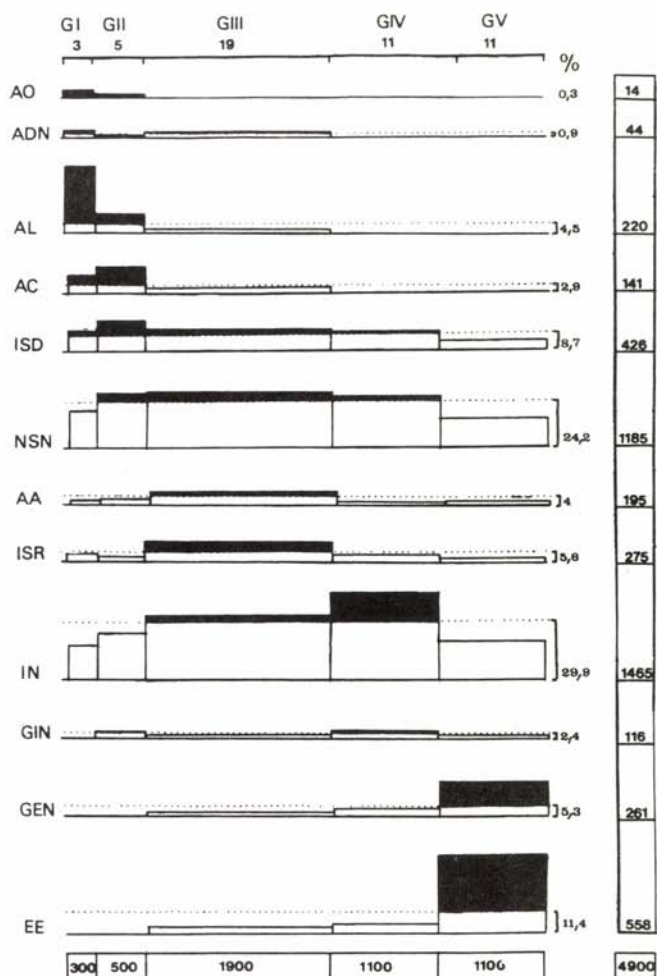 GI GII GIII GIV GV
3 5 19 11 11
%
AO 0,3 14
ADN 0,9 44
AL 4,5 220
AC 2,9 141
ISD 8,7 426
NSN 24,2 1185
AA 4 195
ISR 5,6 275
IN 29,9 1465
GIN 2,4 116
GEN 5,3 261
EE 11,4 558
300 500 1900 1100 1100 4900